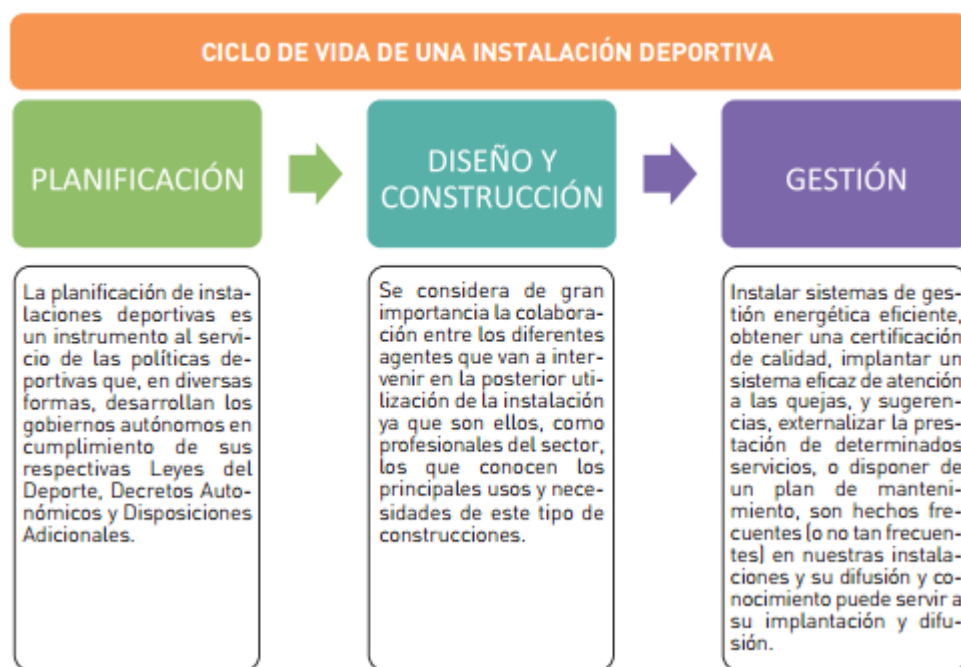 CICLO DE VIDA DE UNA INSTALACIÓN DEPORTIVA
PLANIFICACIÓN
La planificación de insta-
laciones deportivas es
un instrumento al servi-
cio de las políticas de-
portivas que, en diversas
formas, desarrollan los
gobiernos autónomos en
cumplimiento de sus
respectivas Leyes del
Deporte, Decretos Auto-
nómicos y Disposiciones
Adicionales.
DISEÑO Y
CONSTRUCCIÓN
Se considera de gran
importancia la colabora-
ción entre los diferentes
agentes que van a inter-
venir en la posterior uti-
lización de la instalación
ya que son ellos, como
profesionales del sector,
los que conocen los
principales usos y nece-
sidades de este tipo de
construcciones.
GESTIÓN
Instalar sistemas de ges-
tión energética eficiente,
obtener una certificación
de calidad, implantar un
sistema eficaz de atención
a las quejas, y sugeren-
cias, externalizar la pres-
tación de determinados
servicios, o disponer de
un plan de manteni-
miento, son hechos fre-
cuentes (o no tan frecuen-
tes) en nuestras instala-
ciones y su difusión y co-
nocimiento puede servir a
su implantación y difu-
sión.